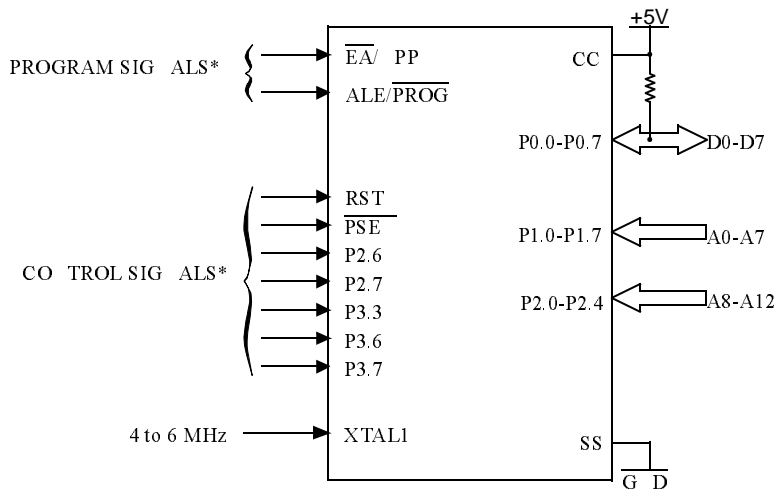 +5V
PROGRAM SIG ALS*
EA/ PP
ALE/PROG
CC
P0.0-P0.7
D0-D7
CO TROL SIG ALS*
RST
PSE
P2.6
P2.7
P3.3
P3.6
P3.7
P1.0-P1.7
A0-A7
P2.0-P2.4
A8-A12
4 to 6 MHz
XTAL1
SS
G D